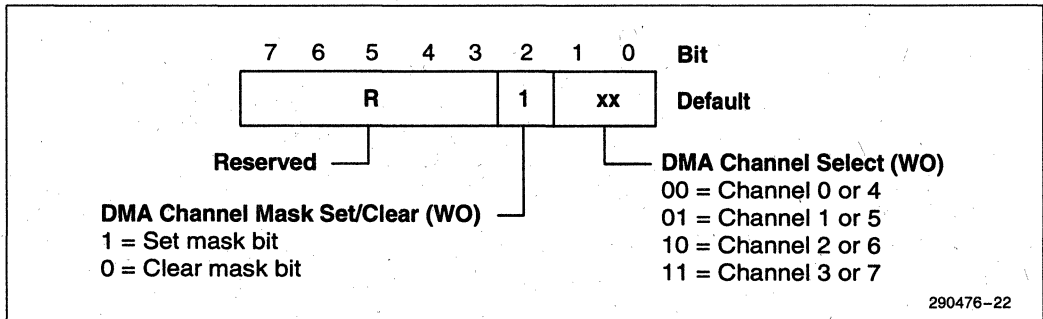 7 6 5 4 3 2 1 0 Bit
R 1 xx Default
Reserved
DMA Channel Select (WO)
00 = Channel 0 or 4
DMA Channel Mask Set/Clear (WO)
01 = Channel 1 or 5
1 = Set mask bit
10 = Channel 2 or 6
0 = Clear mask bit
11 = Channel 3 or 7
290476–22